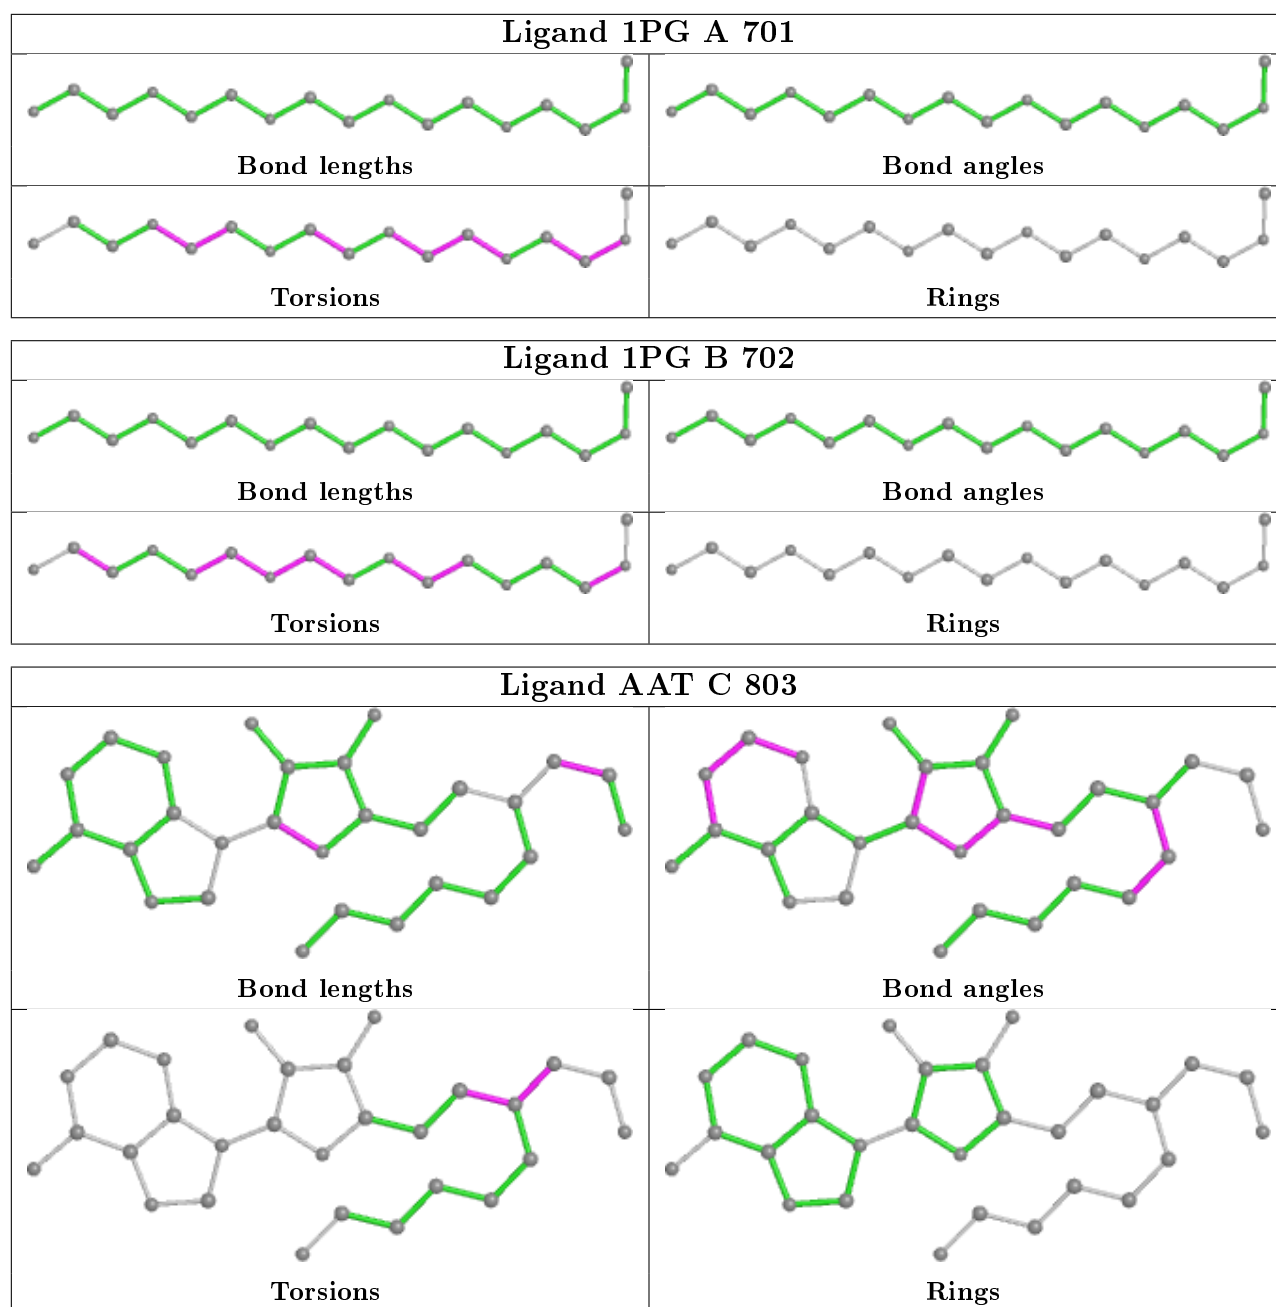 Ligand 1PG A 701
Bond lengths
Bond angles
Torsions
Rings
Ligand 1PG B 702
Bond lengths
Bond angles
Torsions
Rings
Ligand AAT C 803
Bond lengths
Bond angles
Torsions
Rings